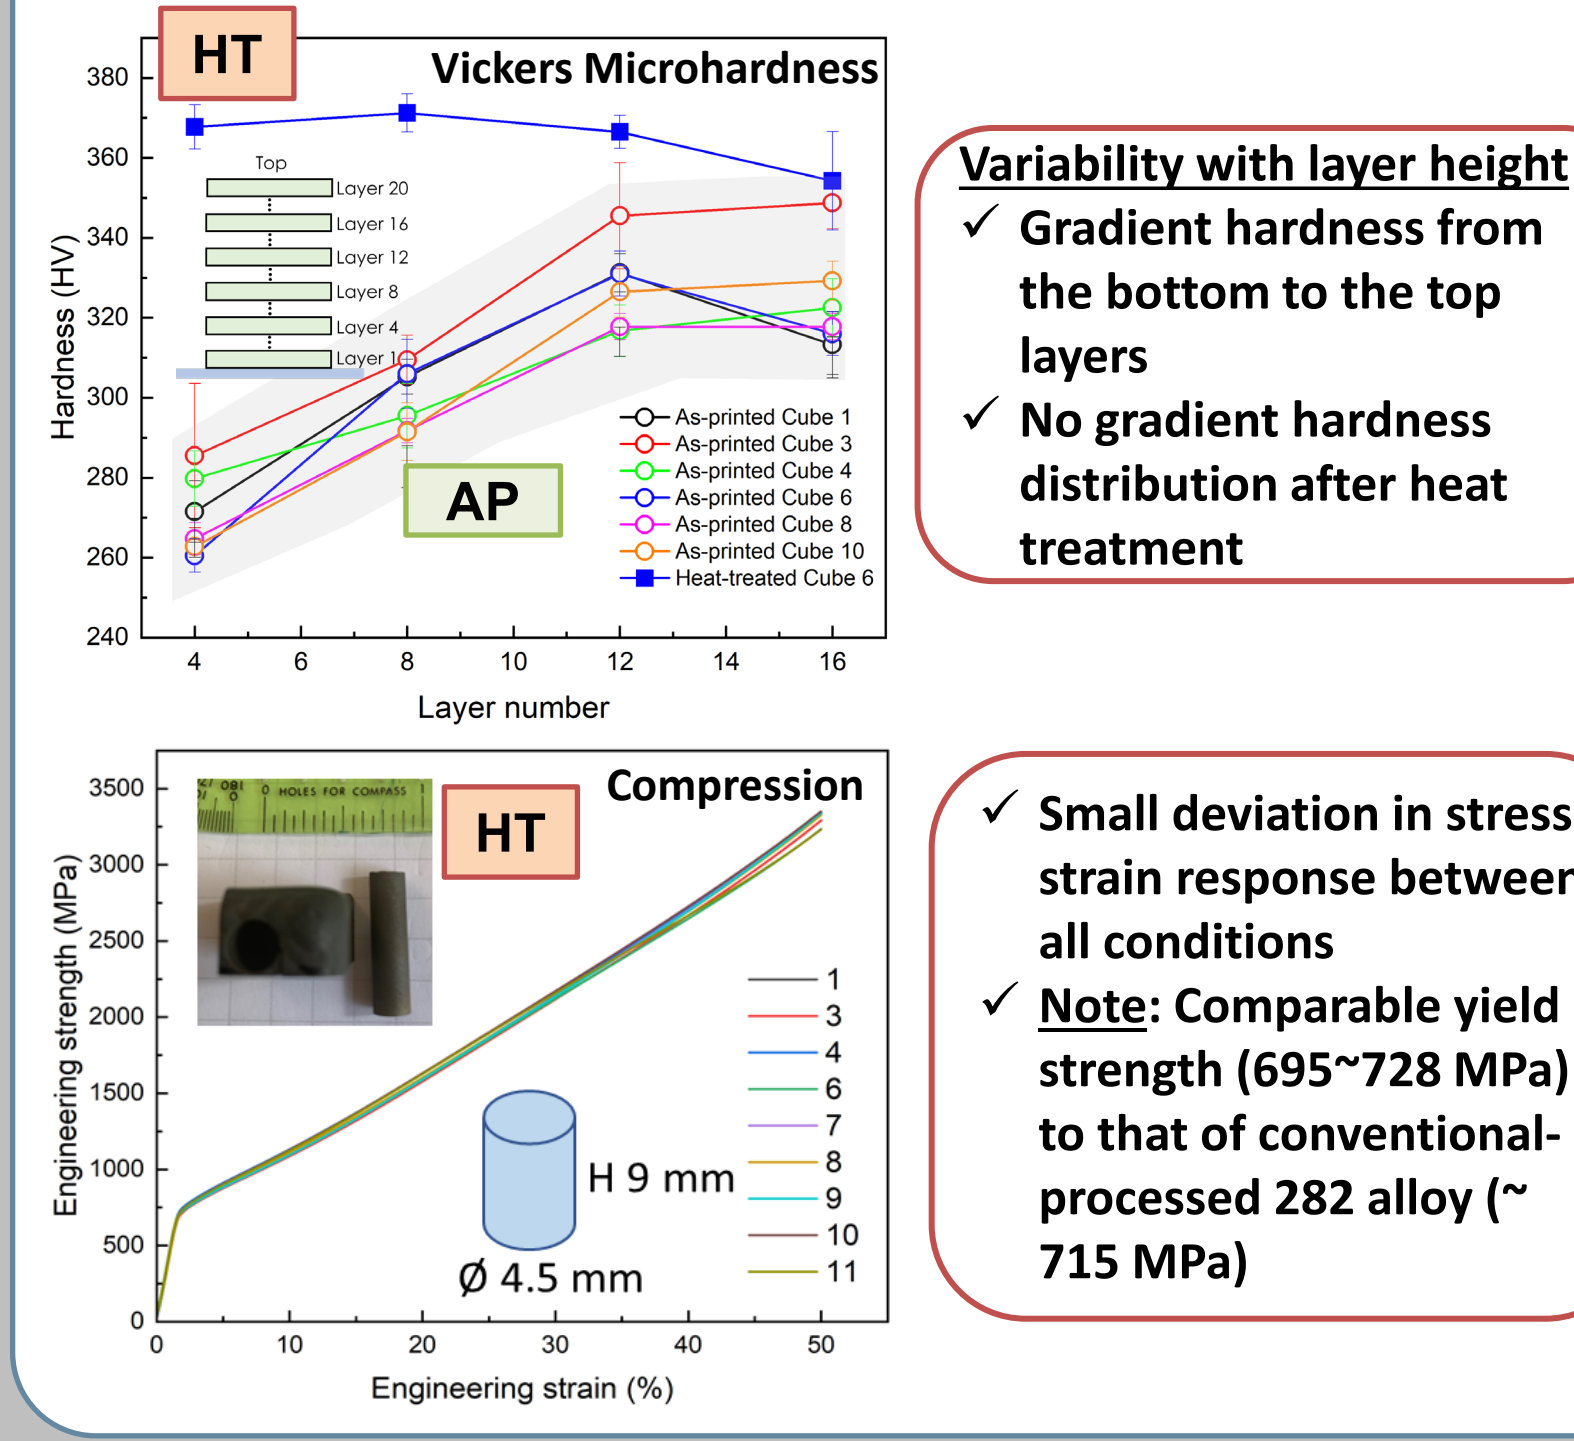 HT
Vickers Microhardness
380
360
340
320
300
280
260
240
Hardness (HV)
Top
Layer 20
Layer 16
Layer 12
Layer 8
Layer 4
Layer 1
AP
As-printed Cube 1
As-printed Cube 3
As-printed Cube 4
As-printed Cube 6
As-printed Cube 8
As-printed Cube 10
Heat-treated Cube 6
4 6 8 10 12 14 16
Layer number
Variability with layer height
✓ Gradient hardness from
the bottom to the top
layers
✓ No gradient hardness
distribution after heat
treatment
Compression
HT
3500
3000
2500
2000
1500
1000
500
0
Engineering strength (MPa)
HOLES FOR COMPASS
1
3
4
6
7
8
9
10
11
H 9 mm
Ø 4.5 mm
0 10 20 30 40 50
Engineering strain (%)
✓ Small deviation in stress
strain response between
all conditions
✓ Note: Comparable yield
strength (695~728 MPa)
to that of conventional-
processed 282 alloy (~
715 MPa)